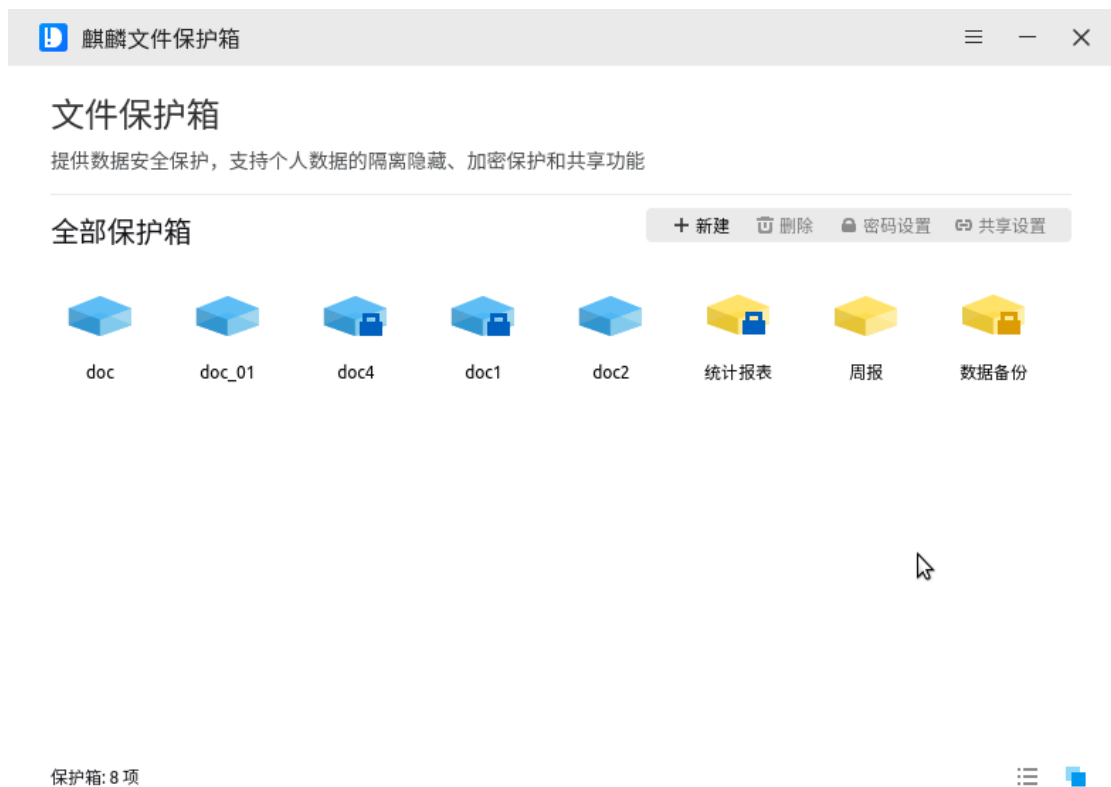 麒麟文件保护箱
文件保护箱
提供数据安全保护，支持个人数据的隔离隐藏、加密保护和共享功能
全部保护箱
新建 删除 密码设置 共享设置
doc doc_01 doc4 doc1 doc2 统计报表 周报 数据备份
保护箱: 8 项